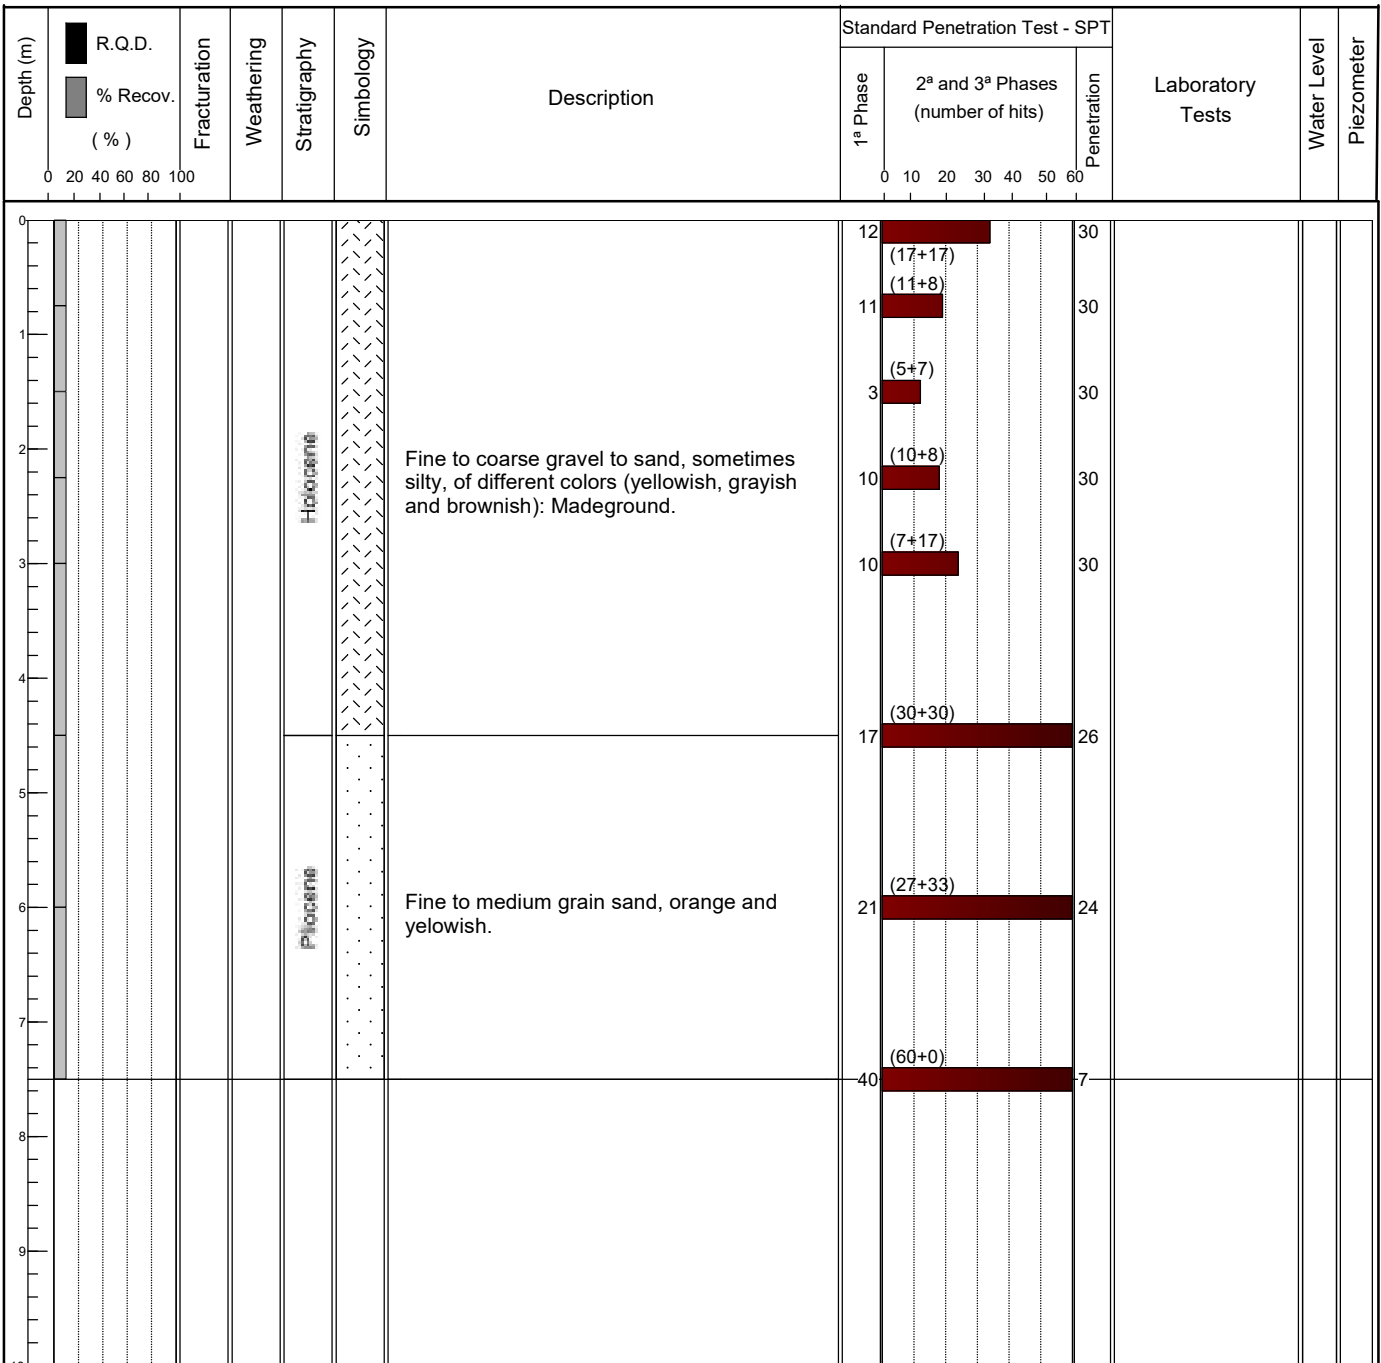 Depth (m)
R.Q.D.
% Recov.
( % )
0 20 40 60 80 100
Fracturation
Weathering
Stratigraphy
Simbology
Description
Standard Penetration Test - SPT
1ª Phase
2ª and 3ª Phases
(number of hits)
0 10 20 30 40 50 60
Penetration
Laboratory
Tests
Water Level
Piezometer
0
12
30
(17+17)
(11+8)
11
30
1
(5+7)
3
30
2
Holocene
Fine to coarse gravel to sand, sometimes
silty, of different colors (yellowish, grayish
and brownish): Madeground.
(10+8)
10
30
(7+17)
3
10
30
4
(30+30)
17
26
5
(27+33)
6
Pliocene
Fine to medium grain sand, orange and
yelowish.
21
24
7
(60+0)
40
7
8
9